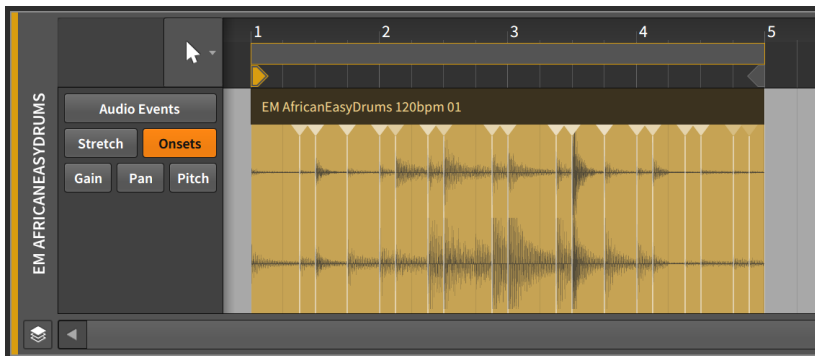 1 2 3 4 5
EM AFRICANEASYDRUMS
Audio Events
EM AfricanEasyDrums 120bpm 01
Stretch Onsets
Gain Pan Pitch